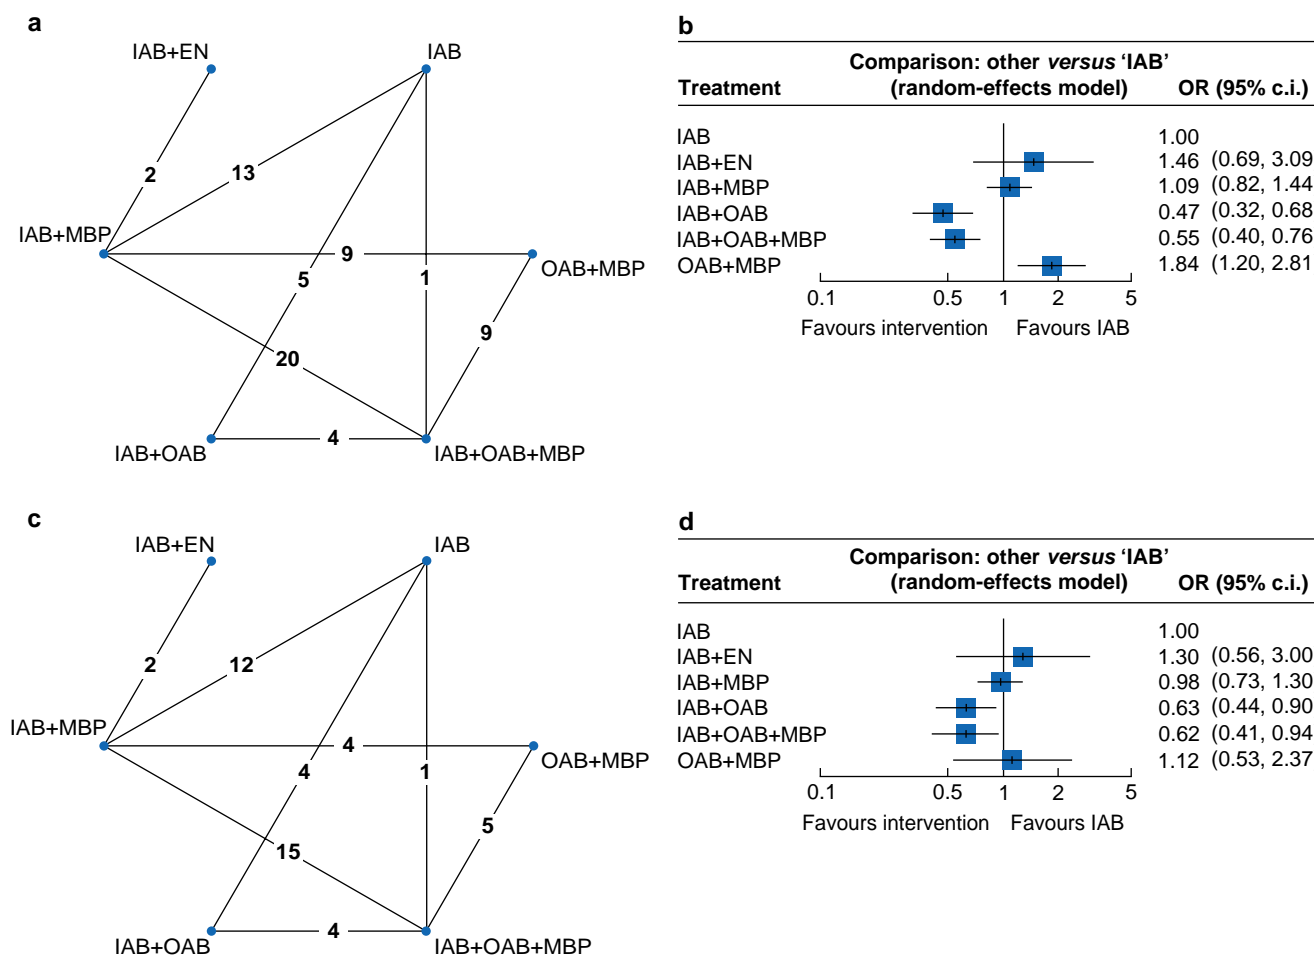 a
IAB+EN
IAB
2
13
IAB+MBP
9
OAB+MBP
5
1
9
20
4
IAB+OAB
IAB+OAB+MBP
b
Comparison: other versus ‘IAB’
Treatment (random-effects model) OR (95% c.i.)
IAB 1.00
IAB+EN 1.46 (0.69, 3.09
IAB+MBP 1.09 (0.82, 1.44
IAB+OAB 0.47 (0.32, 0.68
IAB+OAB+MBP 0.55 (0.40, 0.76
OAB+MBP 1.84 (1.20, 2.81
0.1 0.5 1 2 5
Favours intervention Favours IAB
c
IAB+EN
IAB
2
12
IAB+MBP
4
OAB+MBP
4
1
5
15
4
IAB+OAB
IAB+OAB+MBP
d
Comparison: other versus ‘IAB’
Treatment (random-effects model) OR (95% c.i.)
IAB 1.00
IAB+EN 1.30 (0.56, 3.00
IAB+MBP 0.98 (0.73, 1.30
IAB+OAB 0.63 (0.44, 0.90
IAB+OAB+MBP 0.62 (0.41, 0.94
OAB+MBP 1.12 (0.53, 2.37
0.1 0.5 1 2 5
Favours intervention Favours IAB